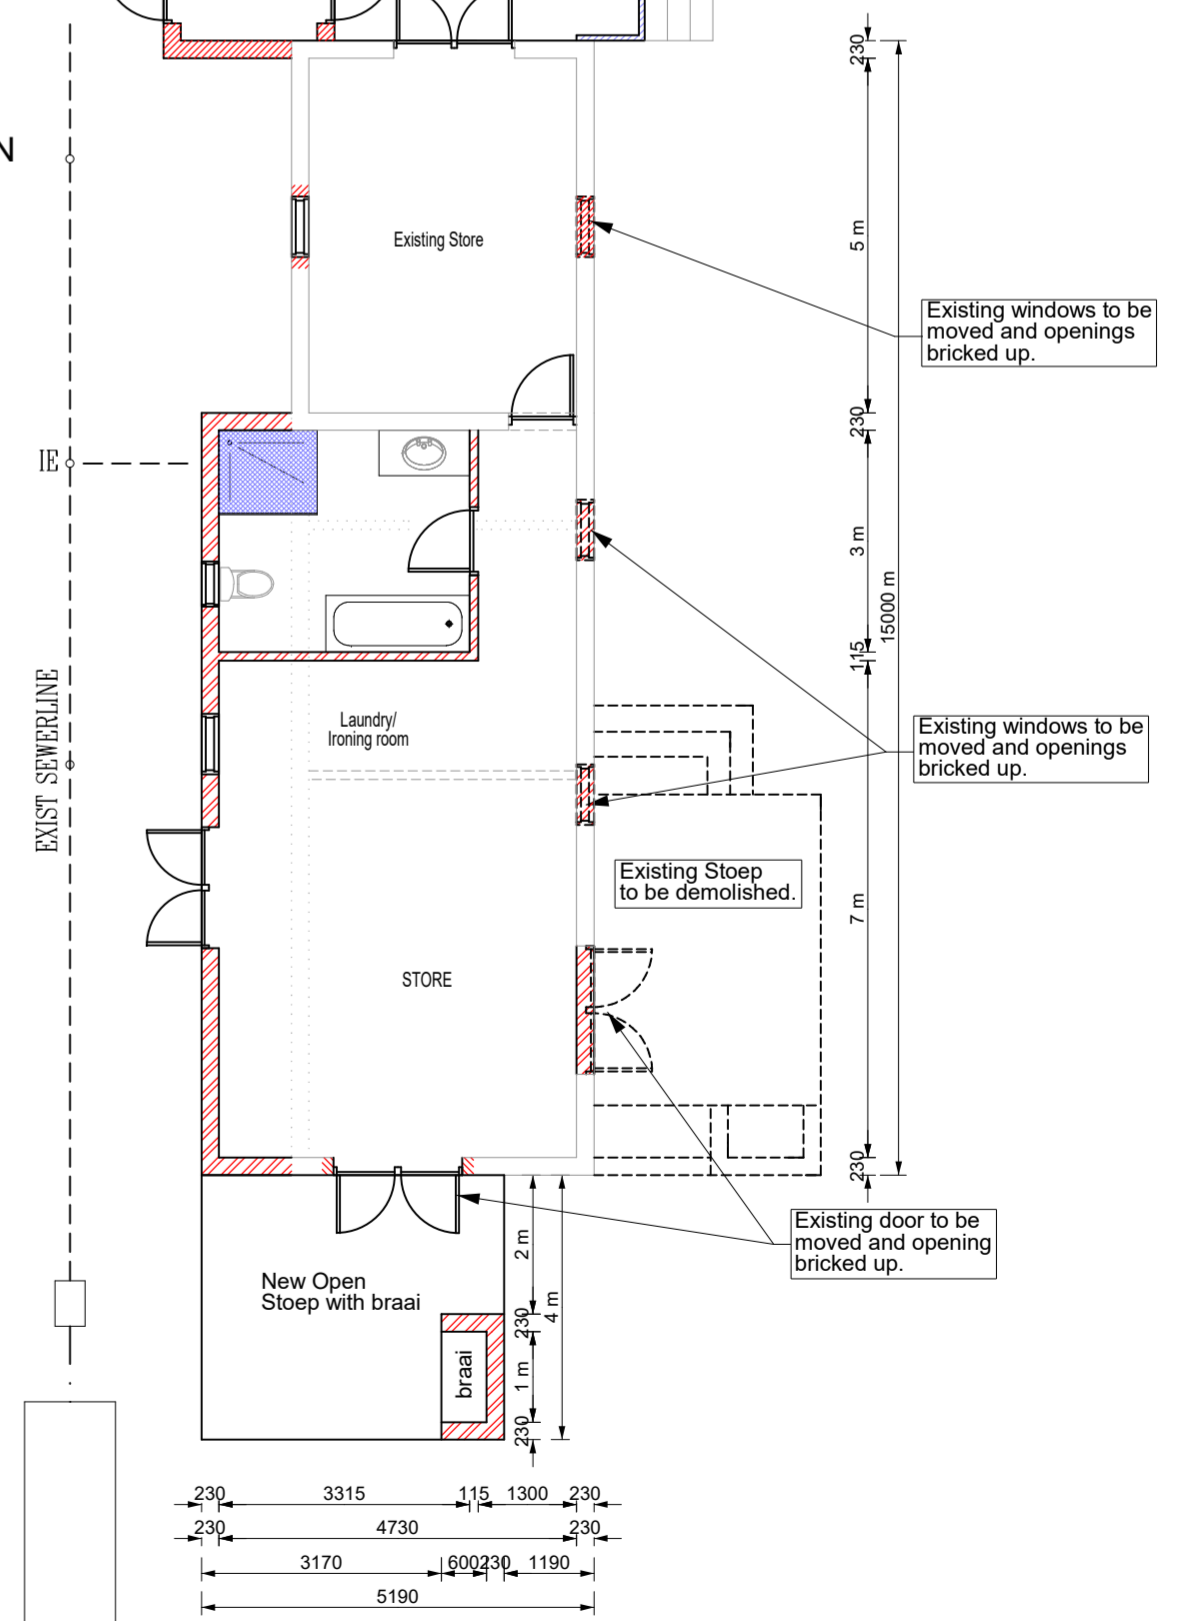 N
230
Existing Store
5 m
Existing windows to be
moved and openings
bricked up.
230
IE
3 m
15000 m
115
EXIST SEWERLINE
Laundry/
Ironing room
Existing windows to be
moved and openings
bricked up.
Existing Stoep
to be demolished.
7 m
STORE
230
Existing door to be
moved and opening
bricked up.
2 m
New Open
Stoep with braai
4 m
230
braai
1 m
230
230 3315 115 1300 230
230 4730 230
3170 600 230 1190
5190